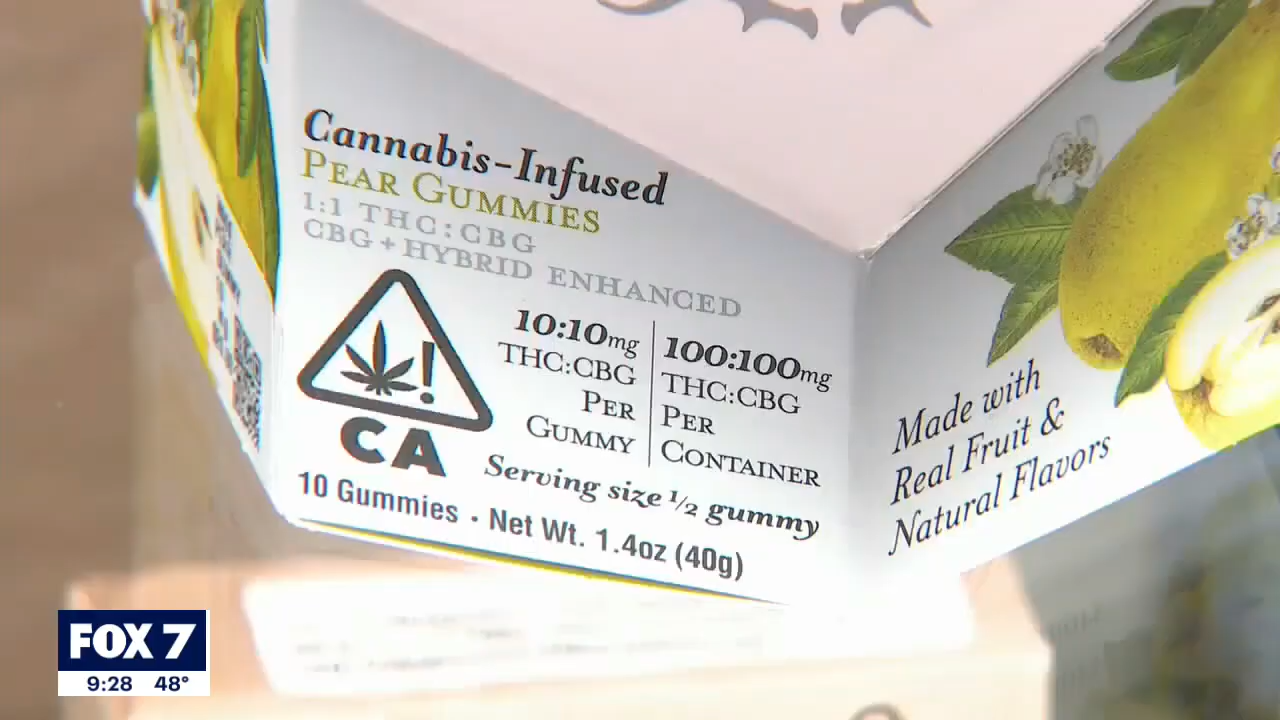 Cannabis-Infused
PEAR GUMMIES
1:1 THC:CBG
CBG + HYBRID ENHANCED
10:10mg
THC:CBG
PER
GUMMY
100:100mg
THC:CBG
PER
CONTAINER
!
CA
Serving size 1/2 gummy
10 Gummies · Net Wt. 1.4oz (40g)
Made with
Real Fruit &
Natural Flavors
FOX 7
9:28 48°